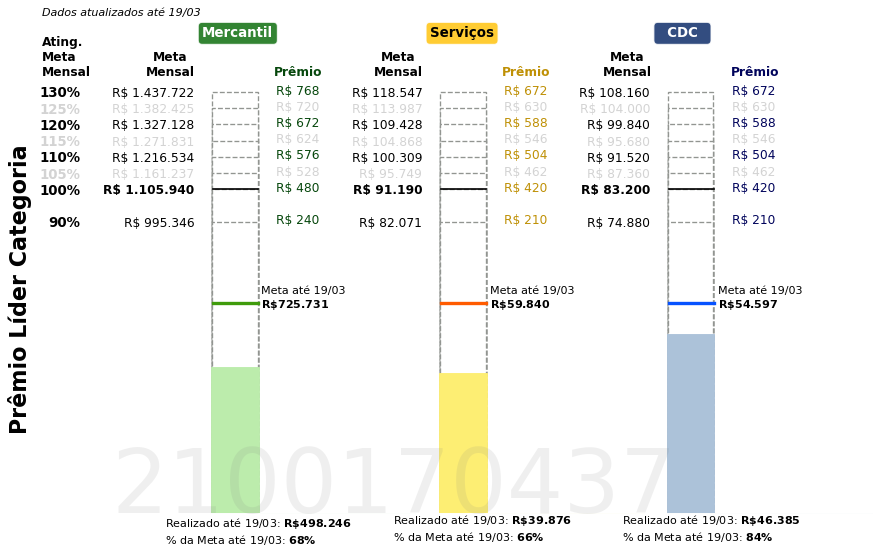 Dados atualizados até 19/03
Mercantil
Serviços
CDC
Ating.
Meta
Mensal
Meta
Mensal
Prêmio
Meta
Mensal
Prêmio
Meta
Mensal
Prêmio
130% R$ 1.437.722 R$ 768 R$ 118.547 R$ 672 R$ 108.160 R$ 672
125% R$ 1.382.425 R$ 720 R$ 113.987 R$ 630 R$ 104.000 R$ 630
120% R$ 1.327.128 R$ 672 R$ 109.428 R$ 588 R$ 99.840 R$ 588
115% R$ 1.271.831 R$ 624 R$ 104.868 R$ 546 R$ 95.680 R$ 546
110% R$ 1.216.534 R$ 576 R$ 100.309 R$ 504 R$ 91.520 R$ 504
105% R$ 1.161.237 R$ 528 R$ 95.749 R$ 462 R$ 87.360 R$ 462
100% R$ 1.105.940 R$ 480 R$ 91.190 R$ 420 R$ 83.200 R$ 420
90% R$ 995.346 R$ 240 R$ 82.071 R$ 210 R$ 74.880 R$ 210
Prêmio Líder Categoria
Meta até 19/03
R$725.731
Meta até 19/03
R$59.840
Meta até 19/03
R$54.597
2100170437
Realizado até 19/03: R$498.246
% da Meta até 19/03: 68%
Realizado até 19/03: R$39.876
% da Meta até 19/03: 66%
Realizado até 19/03: R$46.385
% da Meta até 19/03: 84%